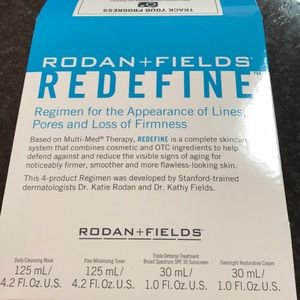 TRACK YOUR PROGRESS
RODAN+FIELDS
REDEFINE™
Regimen for the Appearance of Lines,
Pores and Loss of Firmness
Based on Multi-Med® Therapy, REDEFINE is a complete skincare
system that combines cosmetic and OTC ingredients to help
defend against and reduce the visible signs of aging for
noticeably firmer, smoother and more flawless-looking skin.
This 4-product Regimen was developed by Stanford-trained
dermatologists Dr. Katie Rodan and Dr. Kathy Fields.
RODAN+FIELDS®
Daily Cleansing Mask
125 mL/
4.2 Fl. Oz. U.S.
Pore Minimizing Toner
125 mL/
4.2 Fl. Oz. U.S.
Triple Defense Treatment
Broad Spectrum SPF 30 Sunscreen
30 mL/
1.0 Fl. Oz. U.S.
Overnight Restorative Cream
30 mL/
1.0 Fl. Oz. U.S.